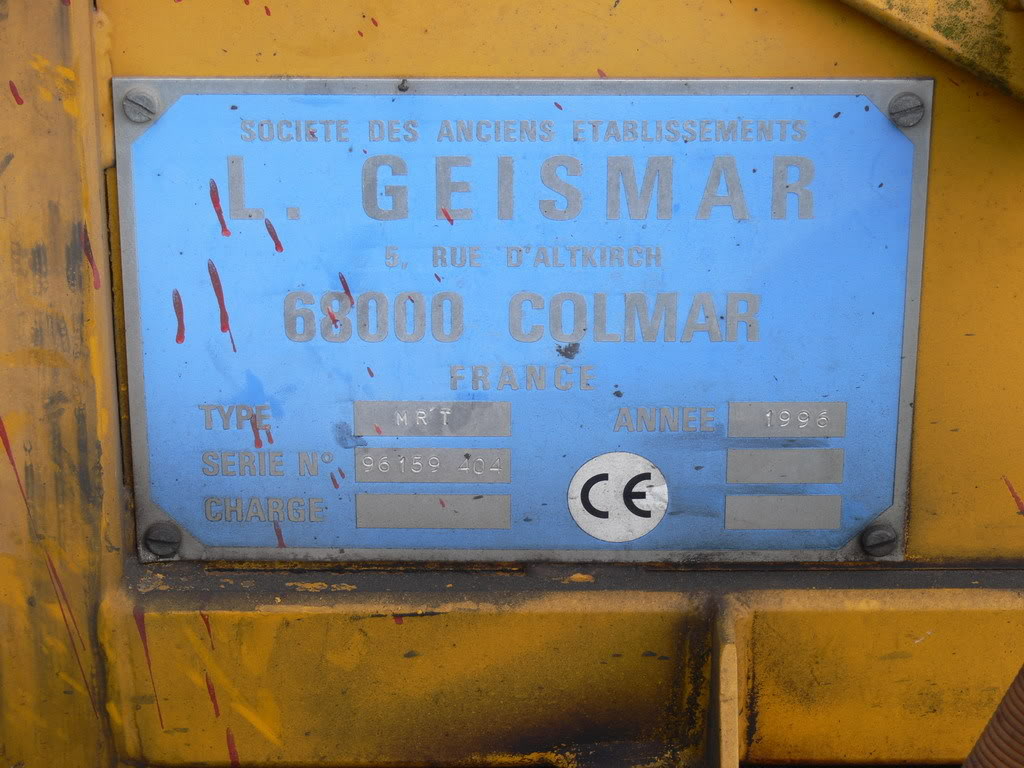 SOCIETE DES ANCIENS ETABLISSEMENTS
L. GEISMAR
5, RUE D'ALTKIRCH
68000 COLMAR
FRANCE
TYPE MRT ANNEE 1996
SERIE N° 96159 404
CHARGE CE